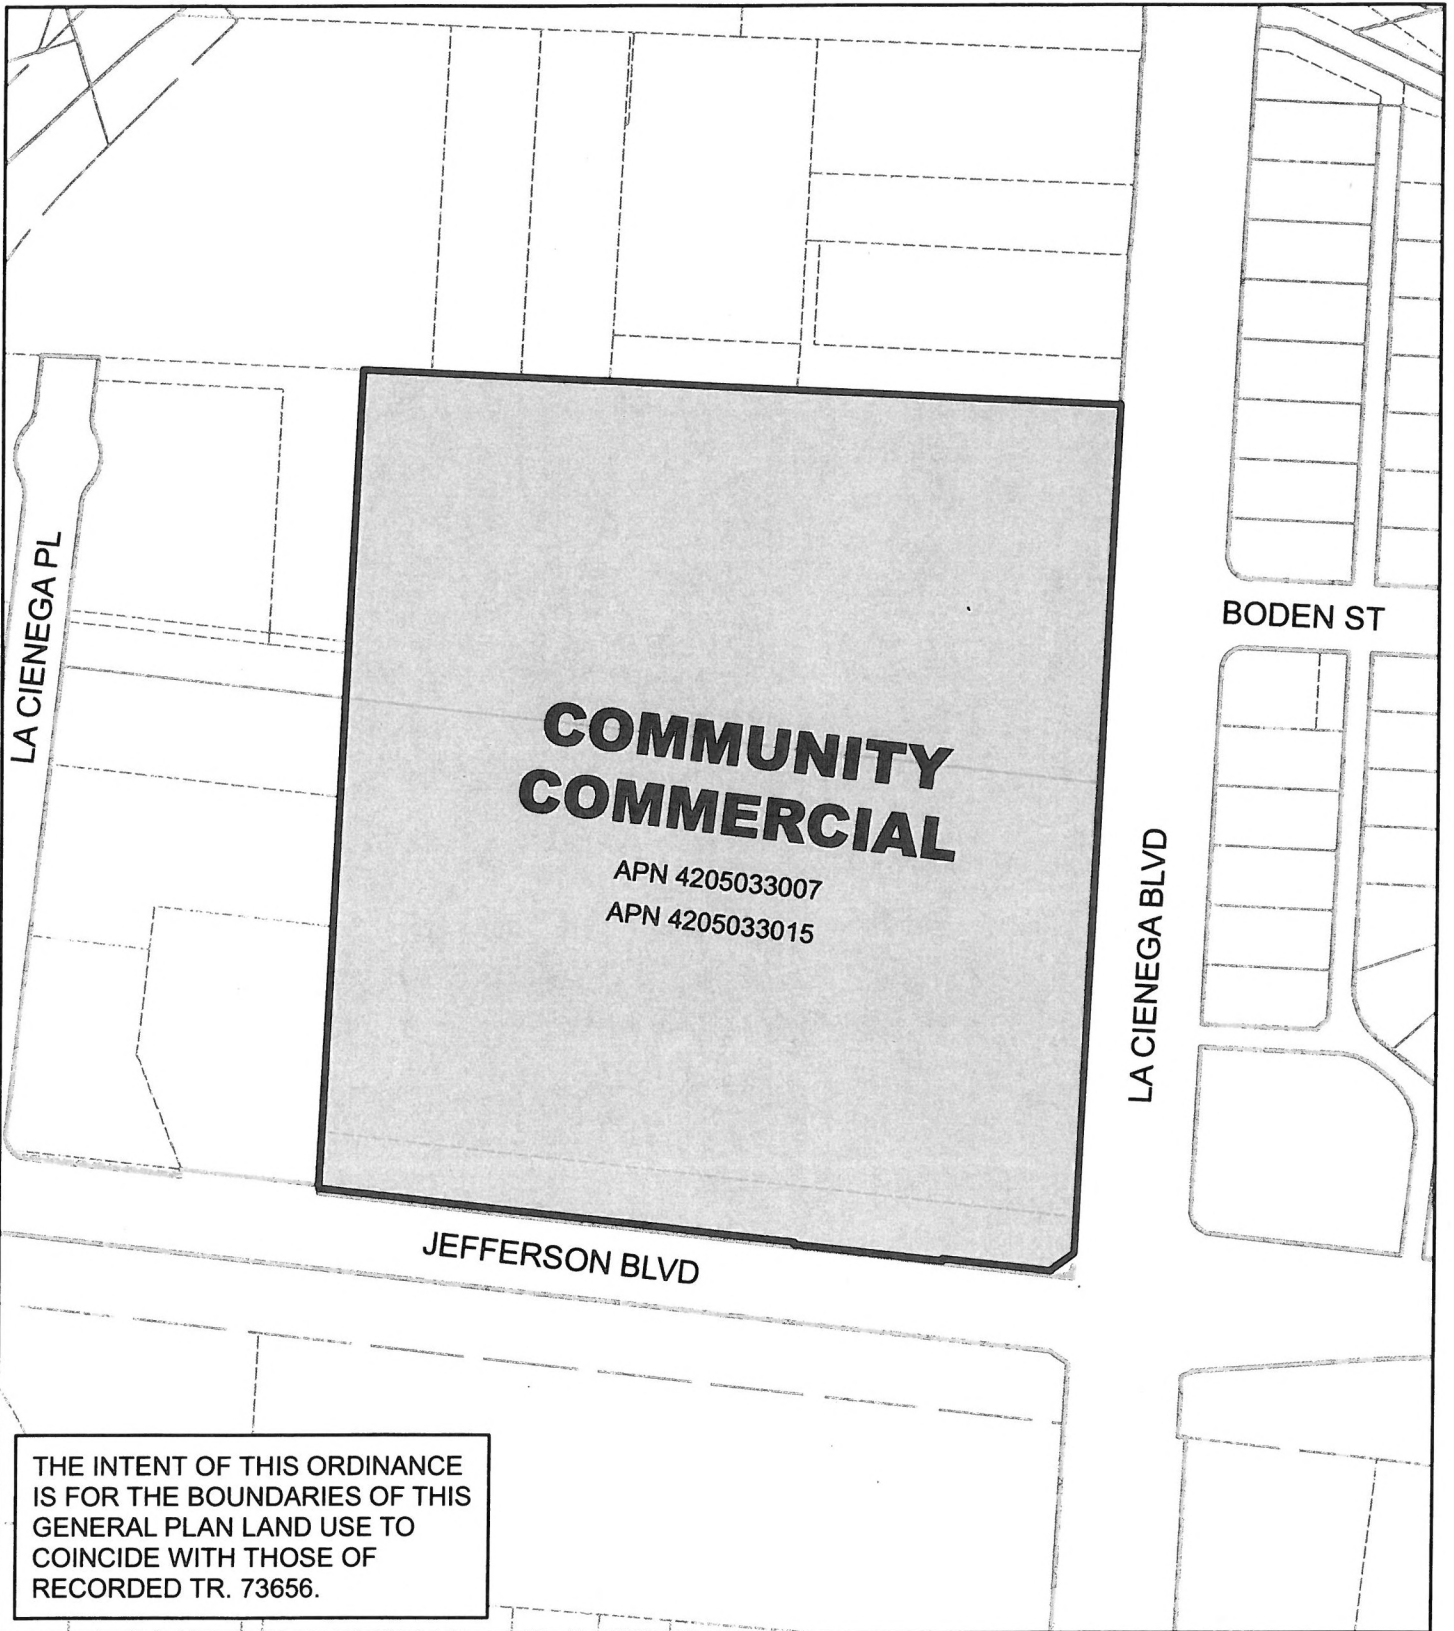 LA CIENEGA PL
BODEN ST
COMMUNITY
COMMERCIAL
APN 4205033007
APN 4205033015
LA CIENEGA BLVD
JEFFERSON BLVD
THE INTENT OF THIS ORDINANCE
IS FOR THE BOUNDARIES OF THIS
GENERAL PLAN LAND USE TO
COINCIDE WITH THOSE OF
RECORDED TR. 73656.